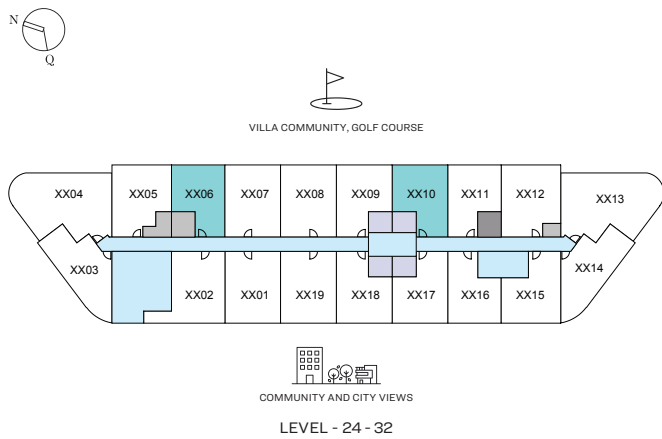 N
Q
VILLA COMMUNITY, GOLF COURSE
XX04 XX05 XX06 XX07 XX08 XX09 XX10 XX11 XX12 XX13
XX03 XX02 XX01 XX19 XX18 XX17 XX16 XX15 XX14
COMMUNITY AND CITY VIEWS
LEVEL - 24 - 32